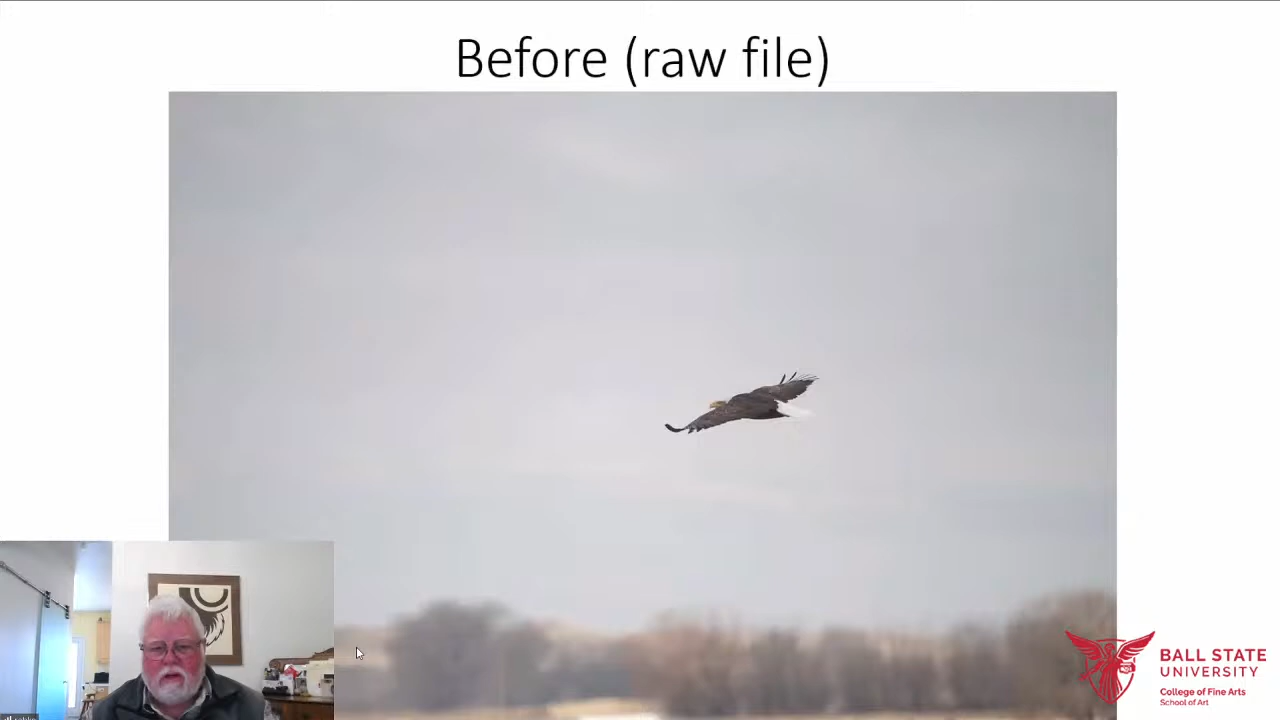 Before (raw file)
BALL STATE
UNIVERSITY
College of Fine Arts
School of Art